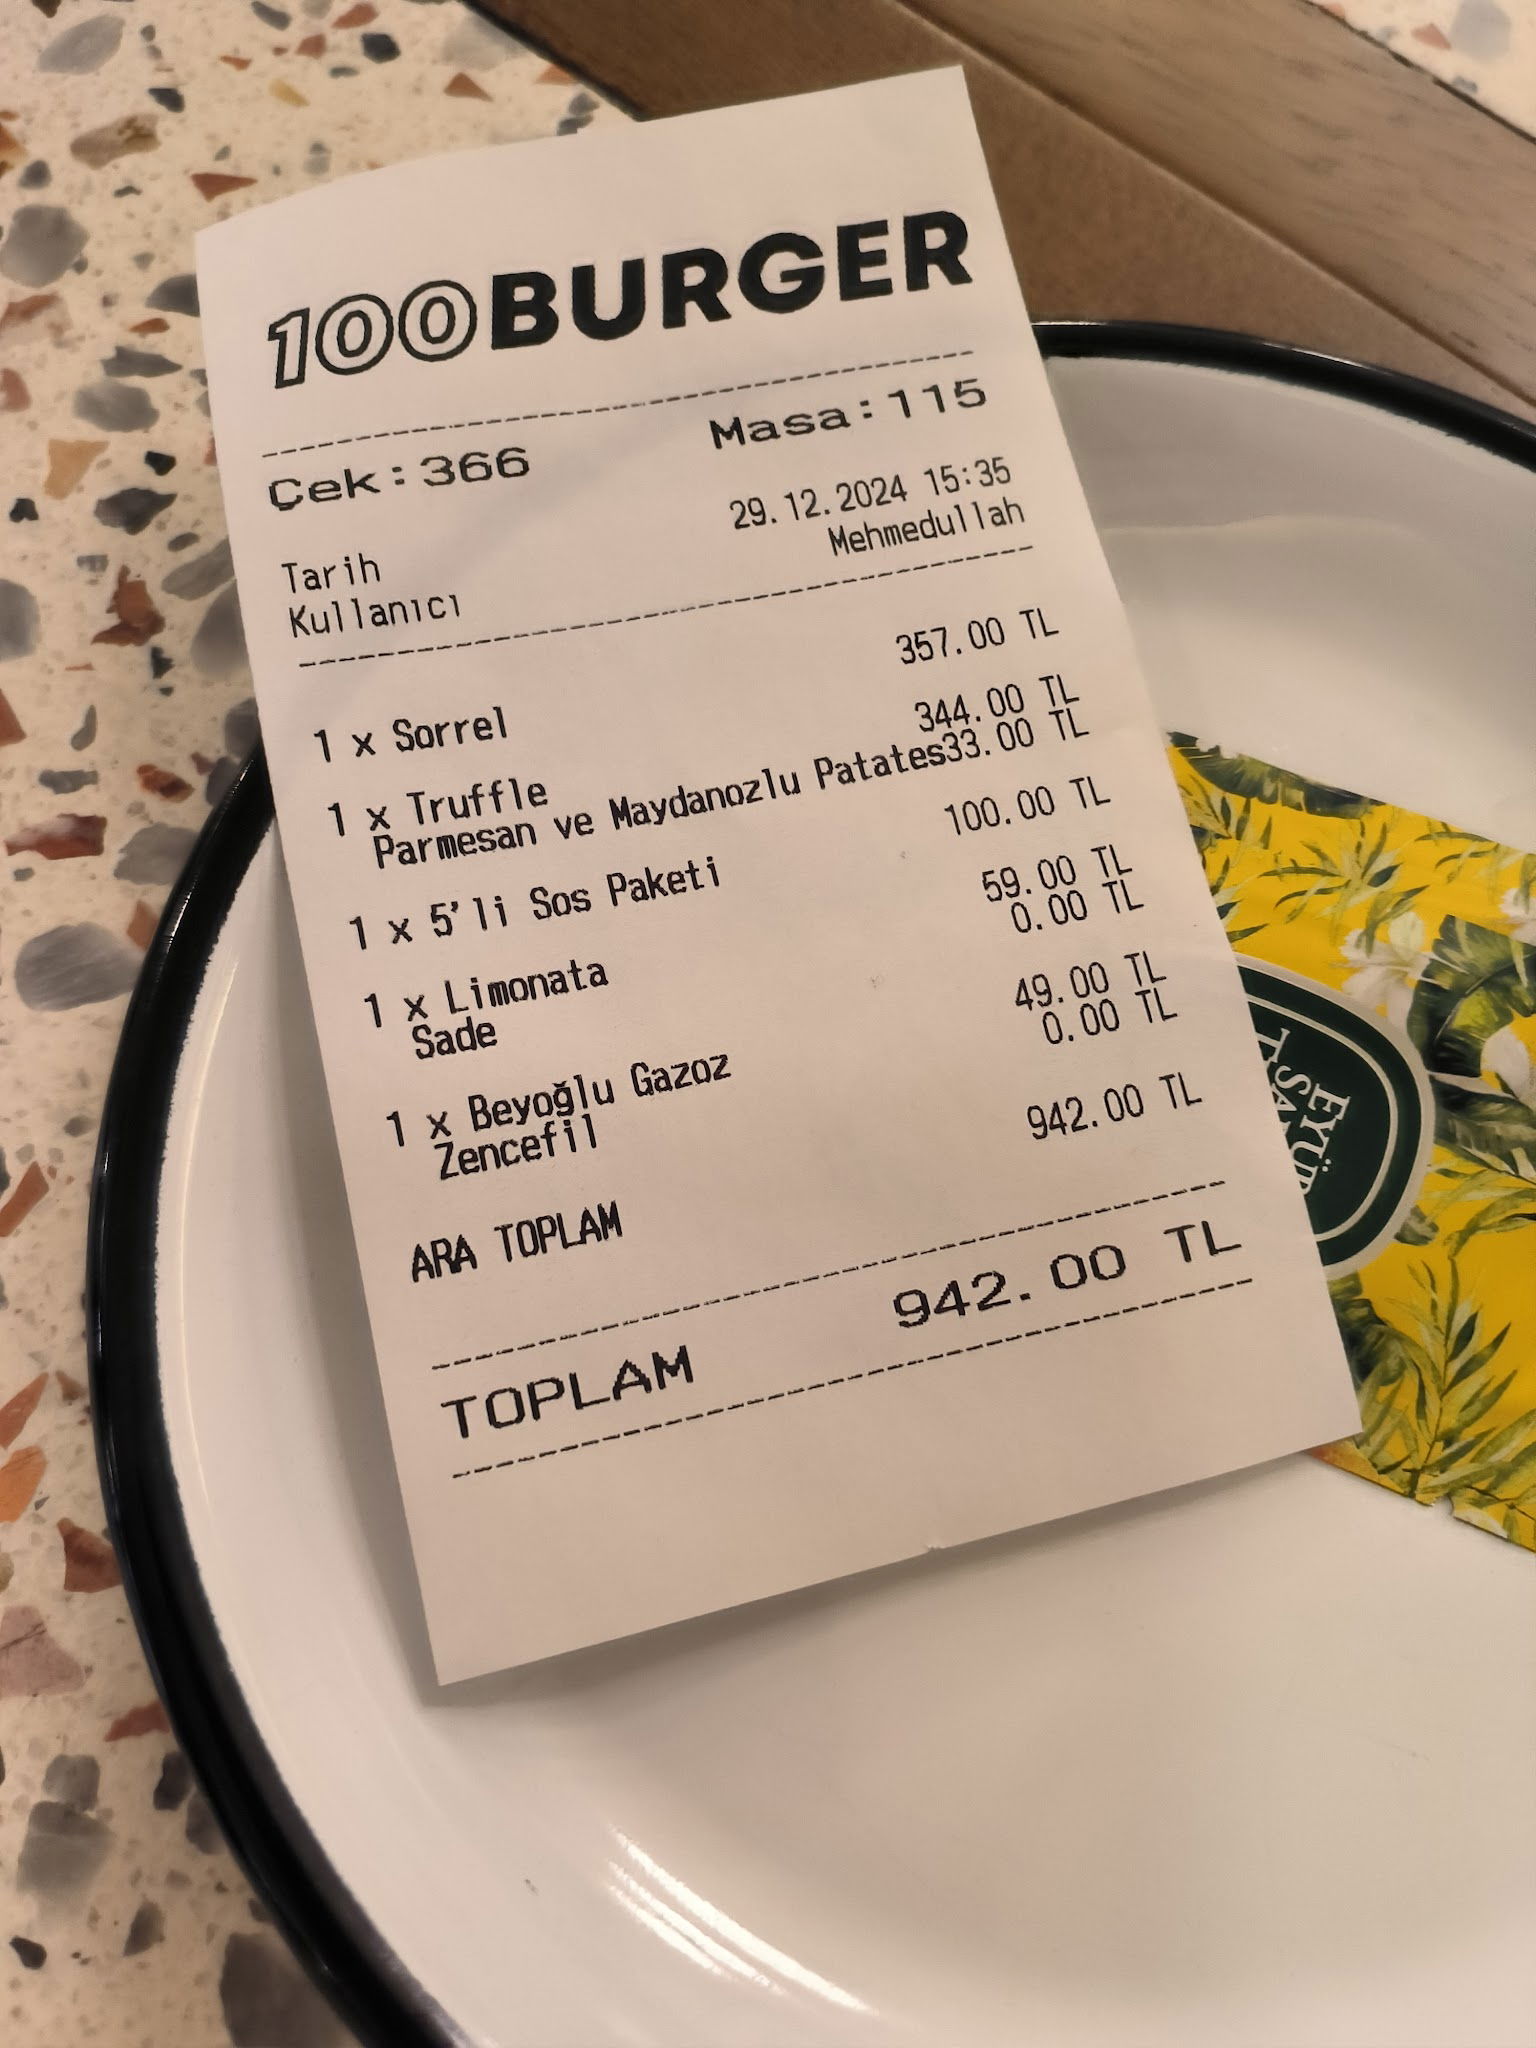 100BURGER
Çek:366 Masa:115
Tarih 29.12.2024 15:35
Kullanıcı Mehmedullah
1 x Sorrel 357.00 TL
1 x Truffle 344.00 TL
Parmesan ve Maydanozlu Patates33.00 TL
1 x 5'li Sos Paketi 100.00 TL
1 x Limonata 59.00 TL
Sade 0.00 TL
1 x Beyoğlu Gazoz 49.00 TL
Zencefil 0.00 TL
ARA TOPLAM 942.00 TL
TOPLAM 942.00 TL
EYÜP